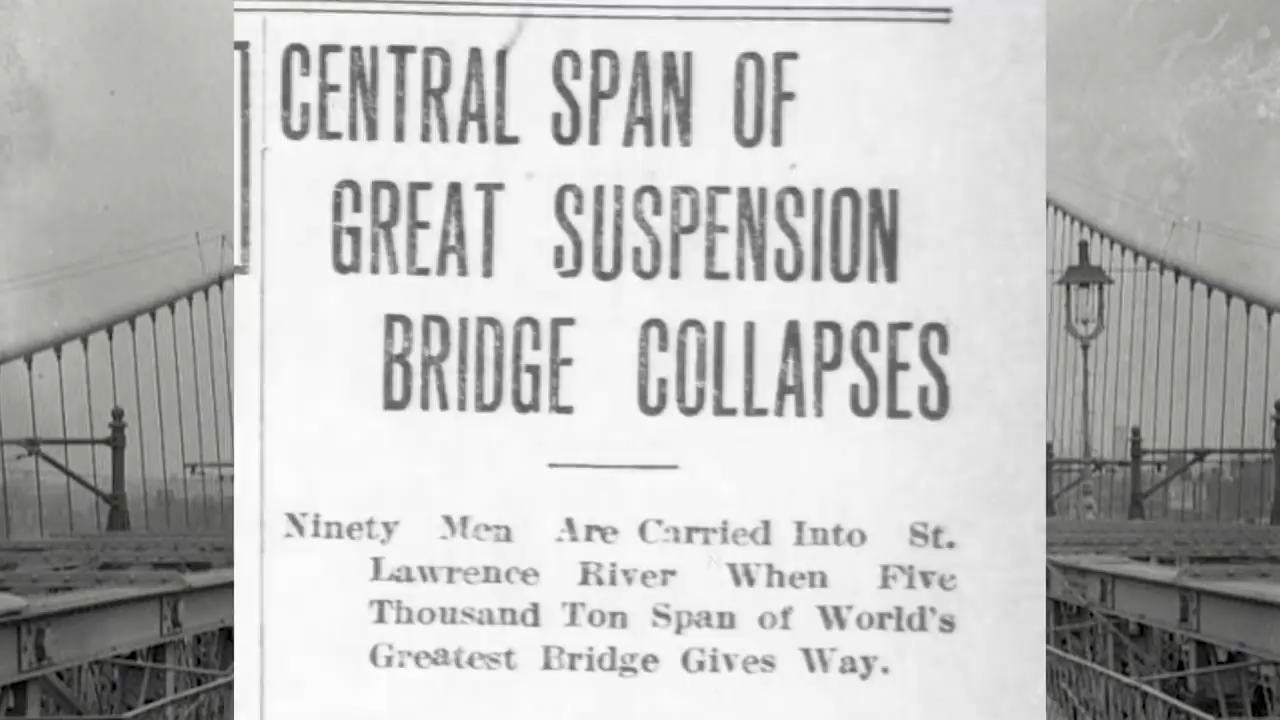 CENTRAL SPAN OF
GREAT SUSPENSION
BRIDGE COLLAPSES
Ninety Men Are Carried Into St.
Lawrence River When Five
Thousand Ton Span of World's
Greatest Bridge Gives Way.